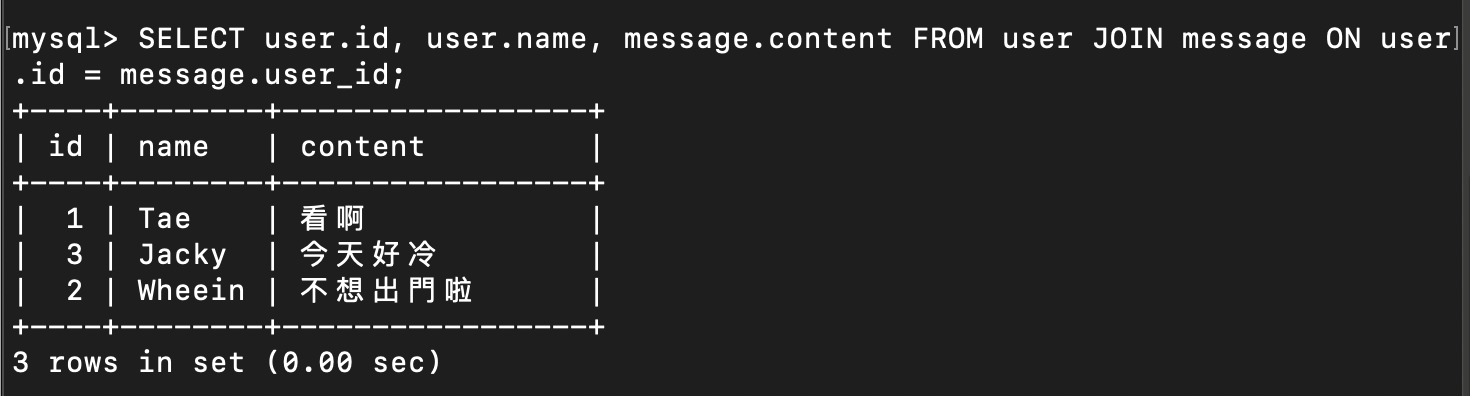 [mysql> SELECT user.id, user.name, message.content FROM user JOIN message ON user]
.id = message.user_id;
+----+--------+-----------------+
| id | name   | content         |
+----+--------+-----------------+
|  1 | Tae    | 看啊            |
|  3 | Jacky  | 今天好冷        |
|  2 | Wheein | 不想出門啦      |
+----+--------+-----------------+
3 rows in set (0.00 sec)